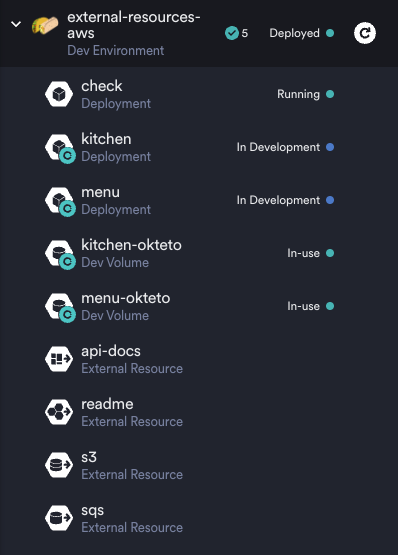 external-resources-
aws
5 Deployed
Dev Environment
check
Running
Deployment
kitchen
In Development
Deployment
menu
In Development
Deployment
kitchen-okteto
In-use
Dev Volume
menu-okteto
In-use
Dev Volume
api-docs
External Resource
readme
External Resource
s3
External Resource
sqs
External Resource